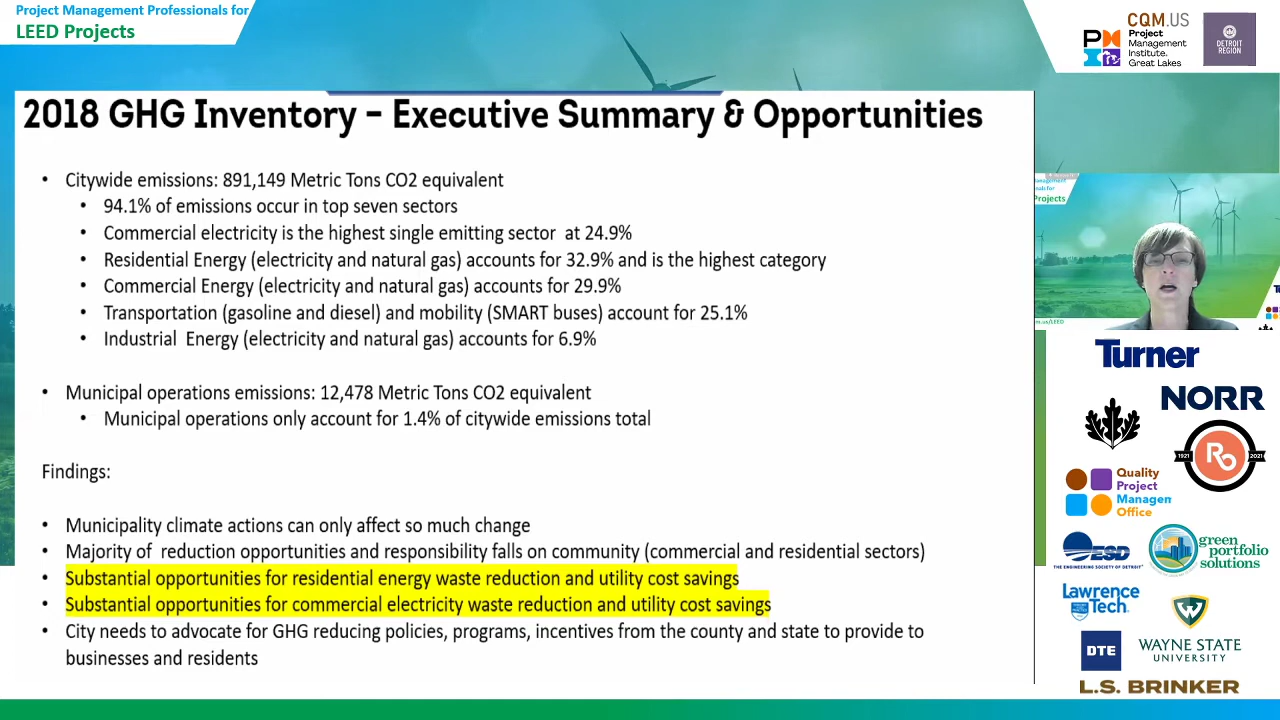 Project Management Professionals for
LEED Projects
CQM.US
Project
Management
Institute.
Great Lakes
DETROIT
REGION
2018 GHG Inventory – Executive Summary & Opportunities
• Citywide emissions: 891,149 Metric Tons CO2 equivalent
• 94.1% of emissions occur in top seven sectors
• Commercial electricity is the highest single emitting sector at 24.9%
• Residential Energy (electricity and natural gas) accounts for 32.9% and is the highest category
• Commercial Energy (electricity and natural gas) accounts for 29.9%
• Transportation (gasoline and diesel) and mobility (SMART buses) account for 25.1%
• Industrial Energy (electricity and natural gas) accounts for 6.9%
• Municipal operations emissions: 12,478 Metric Tons CO2 equivalent
• Municipal operations only account for 1.4% of citywide emissions total
Findings:
• Municipality climate actions can only affect so much change
• Majority of reduction opportunities and responsibility falls on community (commercial and residential sectors)
• Substantial opportunities for residential energy waste reduction and utility cost savings
• Substantial opportunities for commercial electricity waste reduction and utility cost savings
• City needs to advocate for GHG reducing policies, programs, incentives from the county and state to provide to
businesses and residents
Projects
Turner
NORR
1921
RO
2021
Quality
Project
Managen
Office
ESD
THE ENGINEERING SOCIETY OF DETROIT
green
portfolio
solutions
Lawrence
Tech
W
WAYNE STATE
UNIVERSITY
DTE
L.S. BRINKER